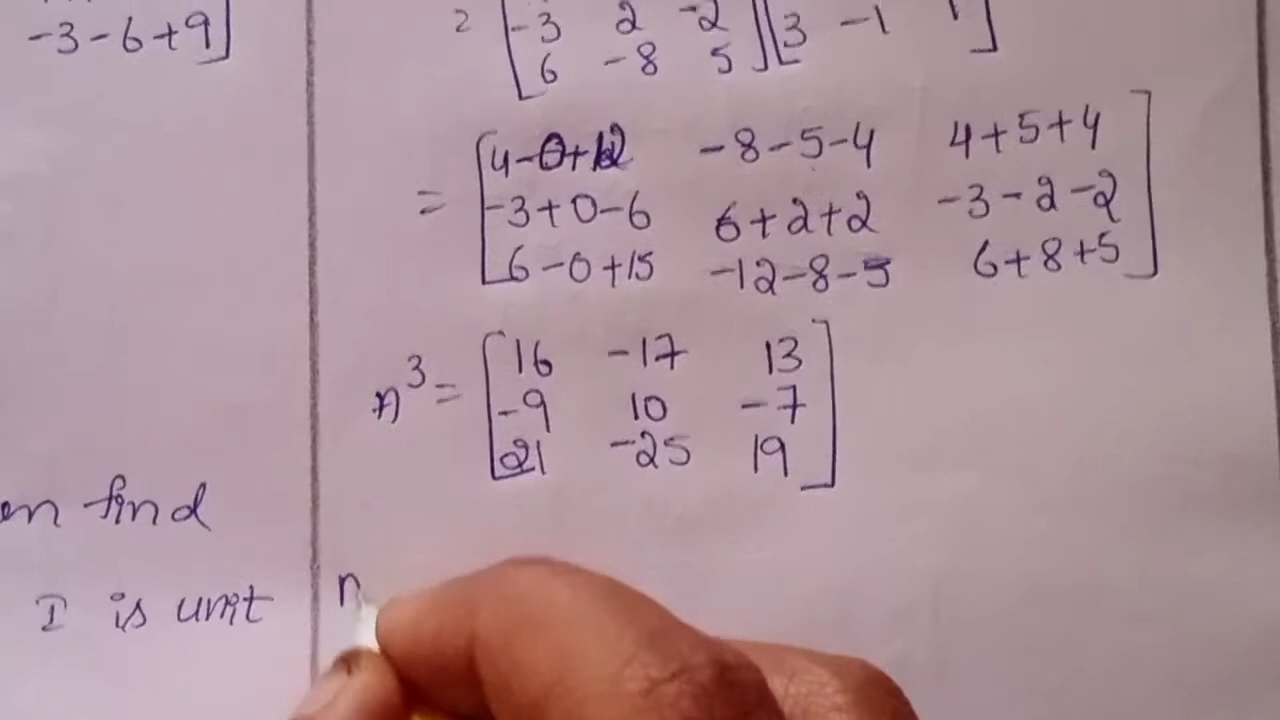 -3-6+9]
2 [-3 2 -2][3 -1 1]
6 -8 5
= [4-0+12 -8-5-4 4+5+4]
-3+0-6 6+2+2 -3-2-2
6-0+15 -12-8-5 6+8+5
A³= [16 -17 13]
-9 10 -7
21 -25 19
en find
I is unit
n